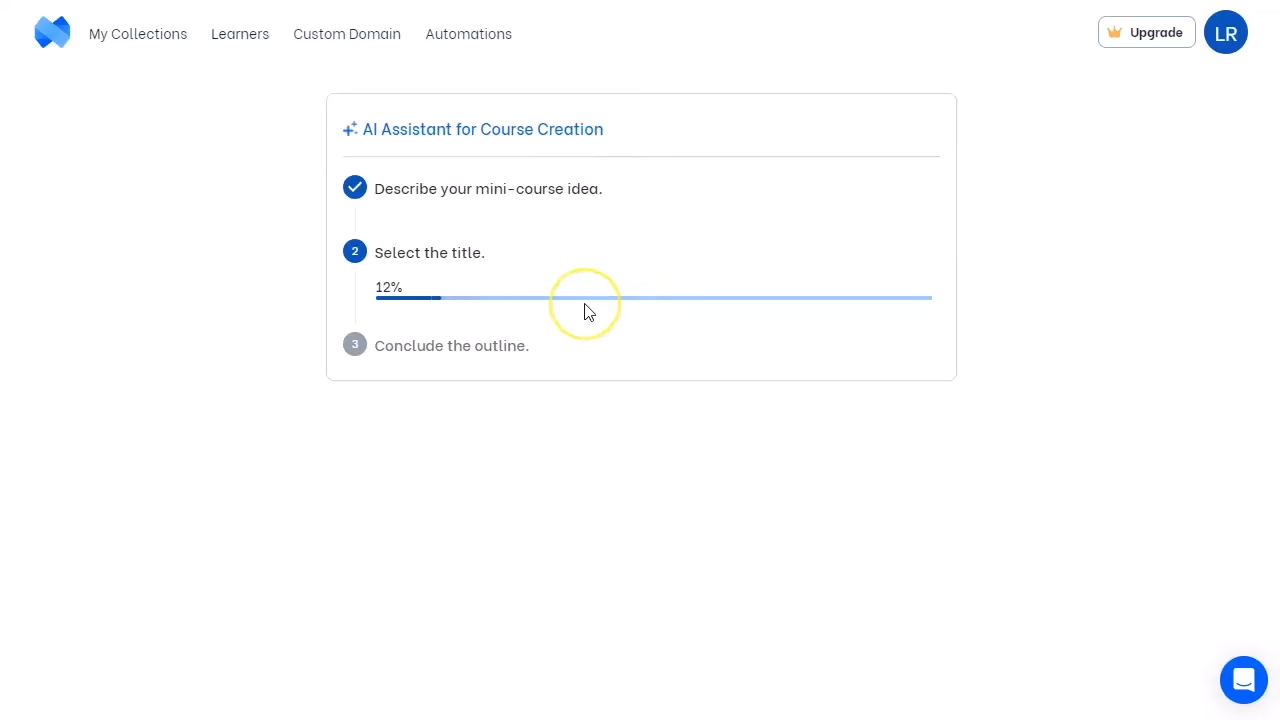 My Collections Learners Custom Domain Automations Upgrade LR
AI Assistant for Course Creation
Describe your mini-course idea.
2 Select the title.
12%
3 Conclude the outline.